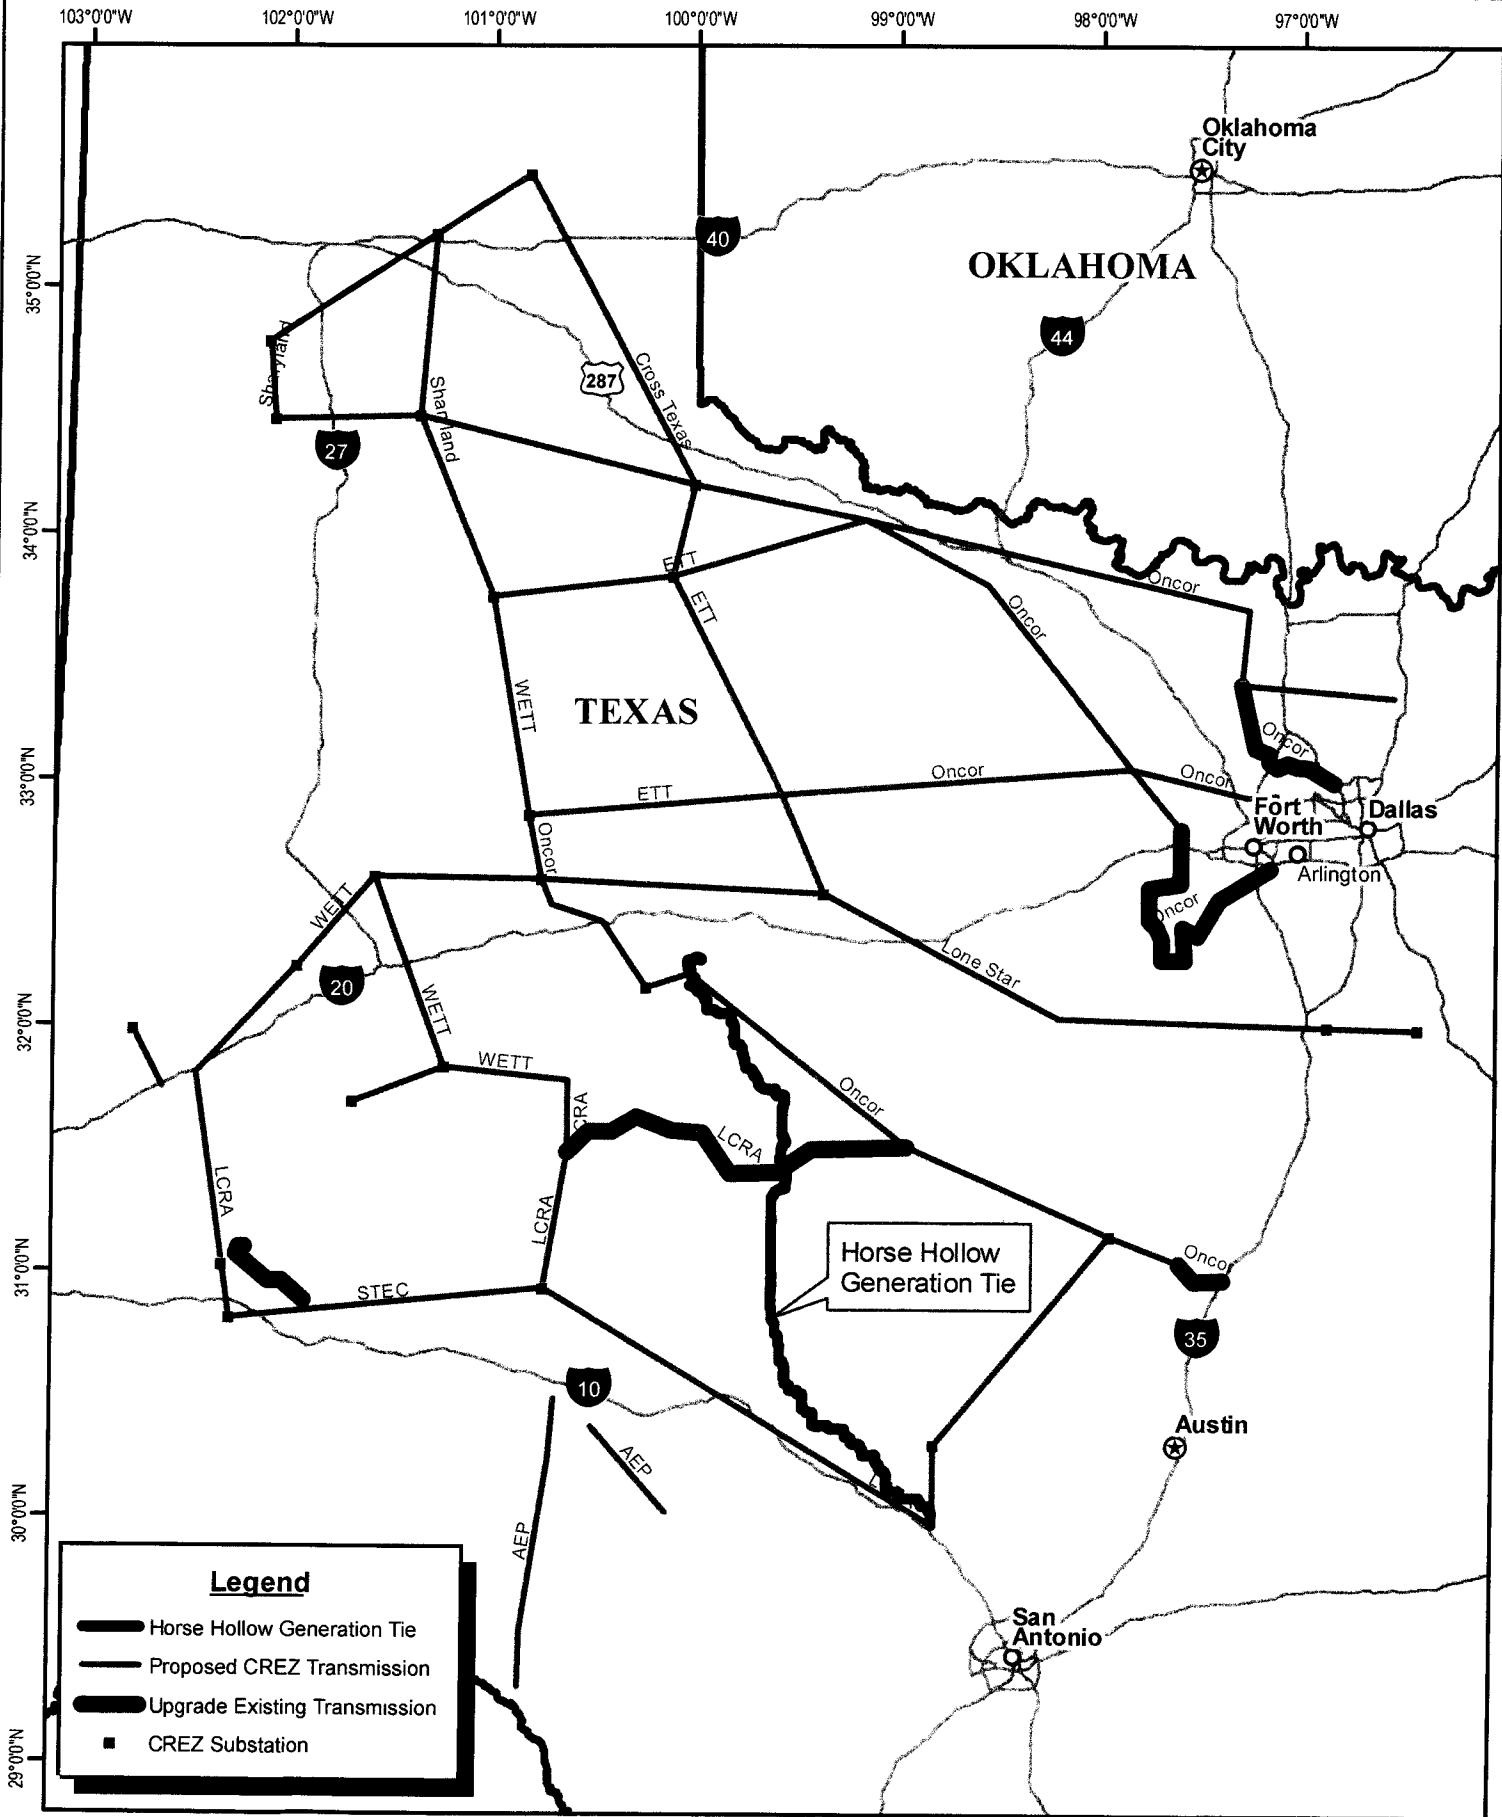 103°0'0"W
102°0'0"W
101°0'0"W
100°0'0"W
99°0'0"W
98°0'0"W
97°0'0"W
Oklahoma
City
40
OKLAHOMA
35°0'0"N
44
Sharyland
287
Cross Texas
Sharyland
27
34°0'0"N
ETT
Oncor
ETT
Oncor
WETT
TEXAS
Oncor
33°0'0"N
ETT
Oncor
Oncor
Fort
Worth
Dallas
Oncor
Arlington
WETT
Oncor
Lone Star
20
WETT
32°0'0"N
WETT
Oncor
LCRA
LCRA
LCRA
LCRA
Horse Hollow
Generation Tie
31°0'0"N
STEC
35
10
Austin
AEP
30°0'0"N
AEP
Legend
Horse Hollow Generation Tie
Proposed CREZ Transmission
Upgrade Existing Transmission
CREZ Substation
San
Antonio
29°0'0"N